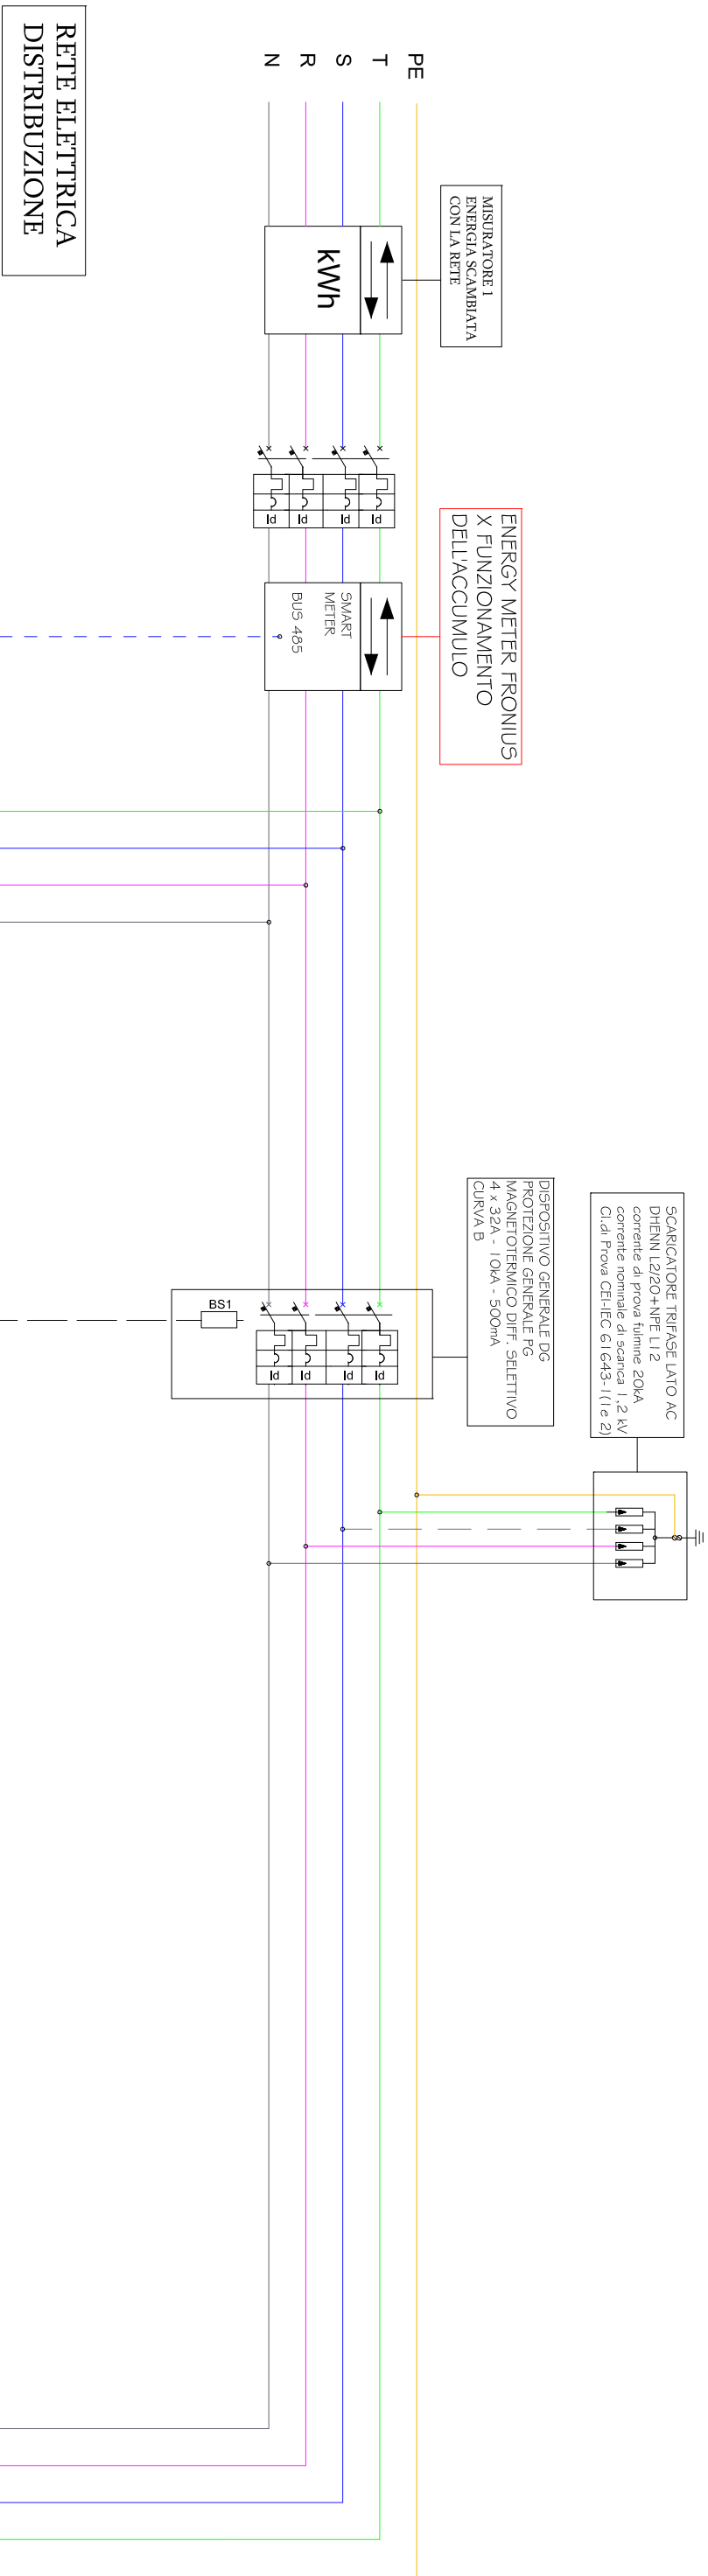 RETE ELETTRICA
DISTRIBUZIONE
PE
T
S
R
N
MISURATORE 1
ENERGIA SCAMBIATA
CON LA RETE
kWh
Id
Id
Id
Id
ENERGY METER FRONIUS
X FUNZIONAMENTO
DELL'ACCUMULO
SMART
METER
BUS 485
DISPOSITIVO GENERALE DG
PROTEZIONE GENERALE PG
MAGNETOTERMICO DIFF. SELETTIVO
4 x 32A - 10kA - 500mA
CURVA B
BS1
Id
Id
Id
Id
SCARICATORE TRIFASE LATO AC
DHENN L2/20+NPE L12
corrente di prova fulmine 20kA
corrente nominale di scarica 1,2 kV
Cl.di Prova CEI-IEC 61643-1(1e 2)